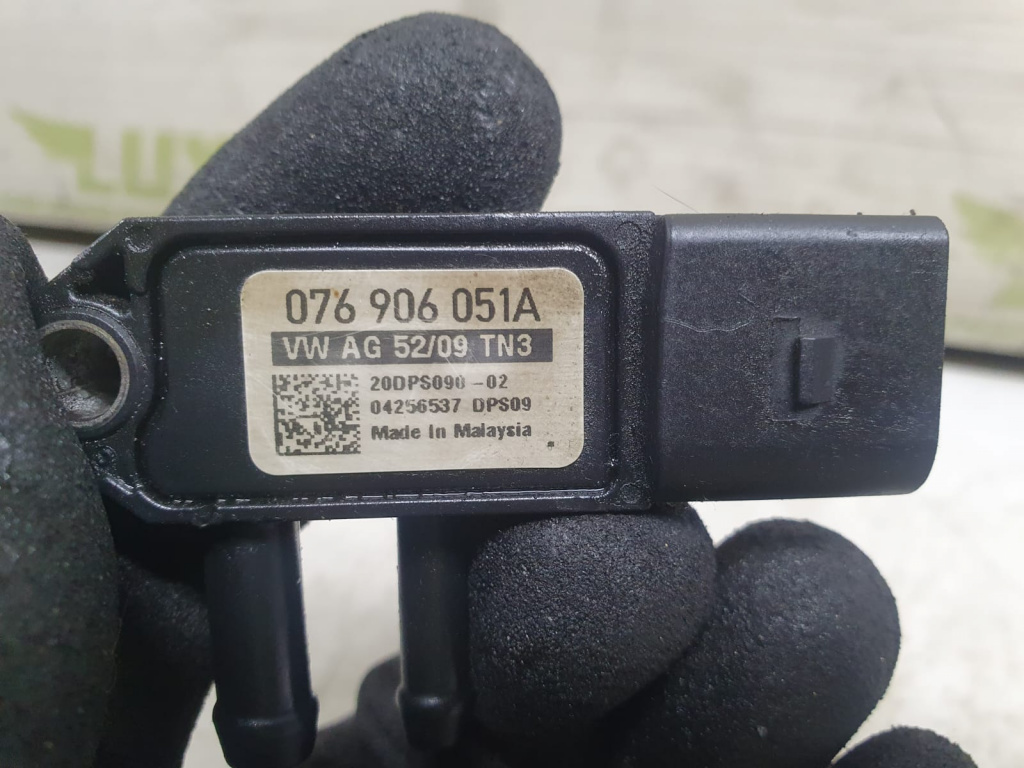 076 906 051A
VW AG 52/09 TN3
20DPS090-02
04256537 DPS09
Made In Malaysia